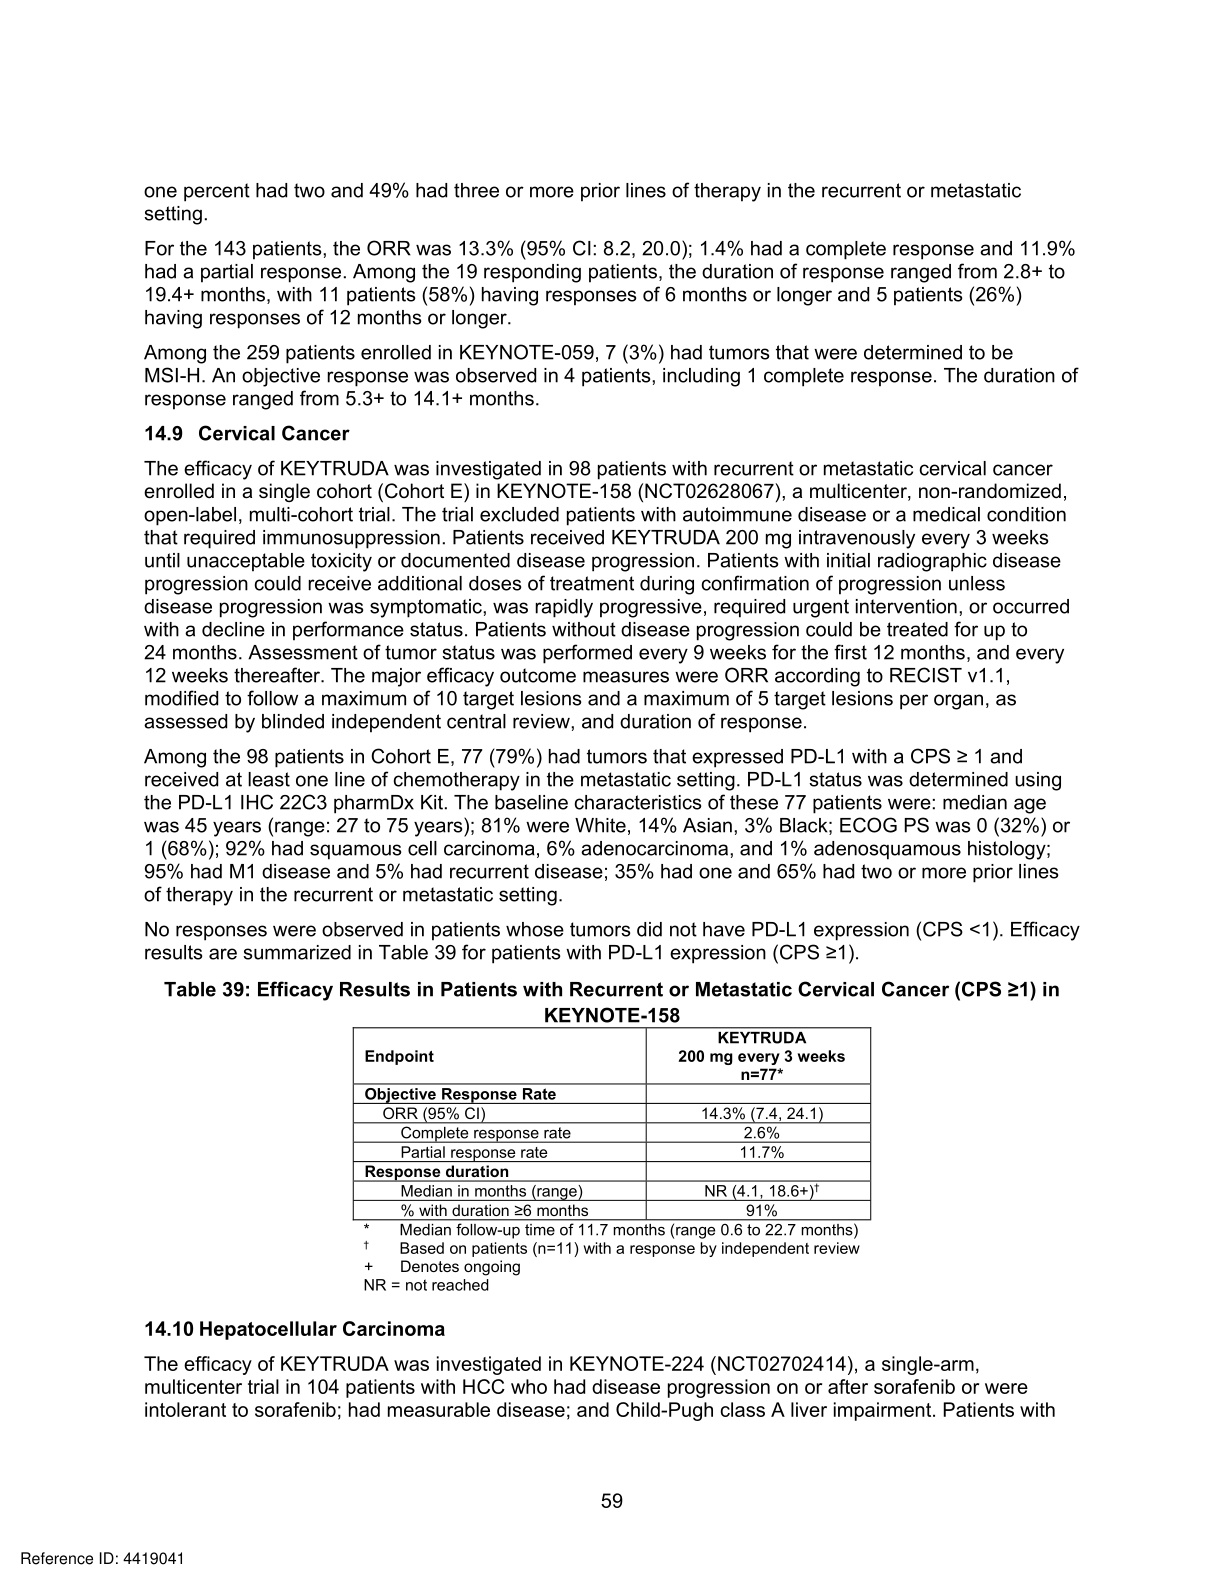 one percent had two and 49% had three or more prior lines of therapy in the recurrent or metastatic
setting.
For the 143 patients, the ORR was 13.3% (95% CI: 8.2, 20.0); 1.4% had a complete response and 11.9%
had a partial response. Among the 19 responding patients, the duration of response ranged from 2.8+ to
19.4+ months, with 11 patients (58%) having responses of 6 months or longer and 5 patients (26%)
having responses of 12 months or longer.
Among the 259 patients enrolled in KEYNOTE-059, 7 (3%) had tumors that were determined to be
MSI-H. An objective response was observed in 4 patients, including 1 complete response. The duration of
response ranged from 5.3+ to 14.1+ months.
14.9 Cervical Cancer
The efficacy of KEYTRUDA was investigated in 98 patients with recurrent or metastatic cervical cancer
enrolled in a single cohort (Cohort E) in KEYNOTE-158 (NCT02628067), a multicenter, non-randomized,
open-label, multi-cohort trial. The trial excluded patients with autoimmune disease or a medical condition
that required immunosuppression. Patients received KEYTRUDA 200 mg intravenously every 3 weeks
until unacceptable toxicity or documented disease progression. Patients with initial radiographic disease
progression could receive additional doses of treatment during confirmation of progression unless
disease progression was symptomatic, was rapidly progressive, required urgent intervention, or occurred
with a decline in performance status. Patients without disease progression could be treated for up to
24 months. Assessment of tumor status was performed every 9 weeks for the first 12 months, and every
12 weeks thereafter. The major efficacy outcome measures were ORR according to RECIST v1.1,
modified to follow a maximum of 10 target lesions and a maximum of 5 target lesions per organ, as
assessed by blinded independent central review, and duration of response.
Among the 98 patients in Cohort E, 77 (79%) had tumors that expressed PD-L1 with a CPS ≥ 1 and
received at least one line of chemotherapy in the metastatic setting. PD-L1 status was determined using
the PD-L1 IHC 22C3 pharmDx Kit. The baseline characteristics of these 77 patients were: median age
was 45 years (range: 27 to 75 years); 81% were White, 14% Asian, 3% Black; ECOG PS was 0 (32%) or
1 (68%); 92% had squamous cell carcinoma, 6% adenocarcinoma, and 1% adenosquamous histology;
95% had M1 disease and 5% had recurrent disease; 35% had one and 65% had two or more prior lines
of therapy in the recurrent or metastatic setting.
No responses were observed in patients whose tumors did not have PD-L1 expression (CPS <1). Efficacy
results are summarized in Table 39 for patients with PD-L1 expression (CPS ≥1).
Table 39: Efficacy Results in Patients with Recurrent or Metastatic Cervical Cancer (CPS ≥1) in
KEYNOTE-158
Endpoint KEYTRUDA
200 mg every 3 weeks
n=77*
Objective Response Rate
ORR (95% CI) 14.3% (7.4, 24.1)
Complete response rate 2.6%
Partial response rate 11.7%
Response duration
Median in months (range) NR (4.1, 18.6+)†
% with duration ≥6 months 91%
* Median follow-up time of 11.7 months (range 0.6 to 22.7 months)
† Based on patients (n=11) with a response by independent review
+ Denotes ongoing
NR = not reached
14.10 Hepatocellular Carcinoma
The efficacy of KEYTRUDA was investigated in KEYNOTE-224 (NCT02702414), a single-arm,
multicenter trial in 104 patients with HCC who had disease progression on or after sorafenib or were
intolerant to sorafenib; had measurable disease; and Child-Pugh class A liver impairment. Patients with
59
Reference ID: 4419041